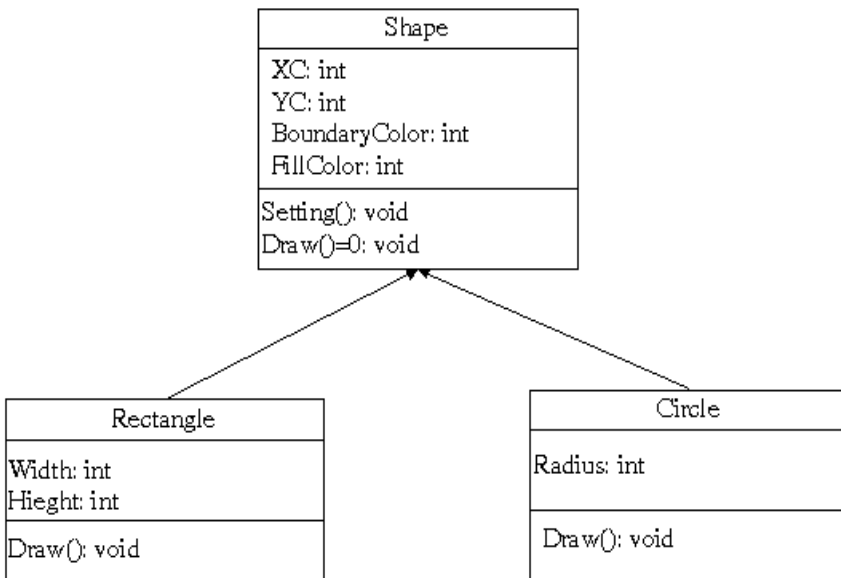 Shape
XC: int
YC: int
BoundaryColor: int
FillColor: int
Setting(): void
Draw()=0: void
Rectangle
Width: int
Hieght: int
Draw(): void
Circle
Radius: int
Draw(): void